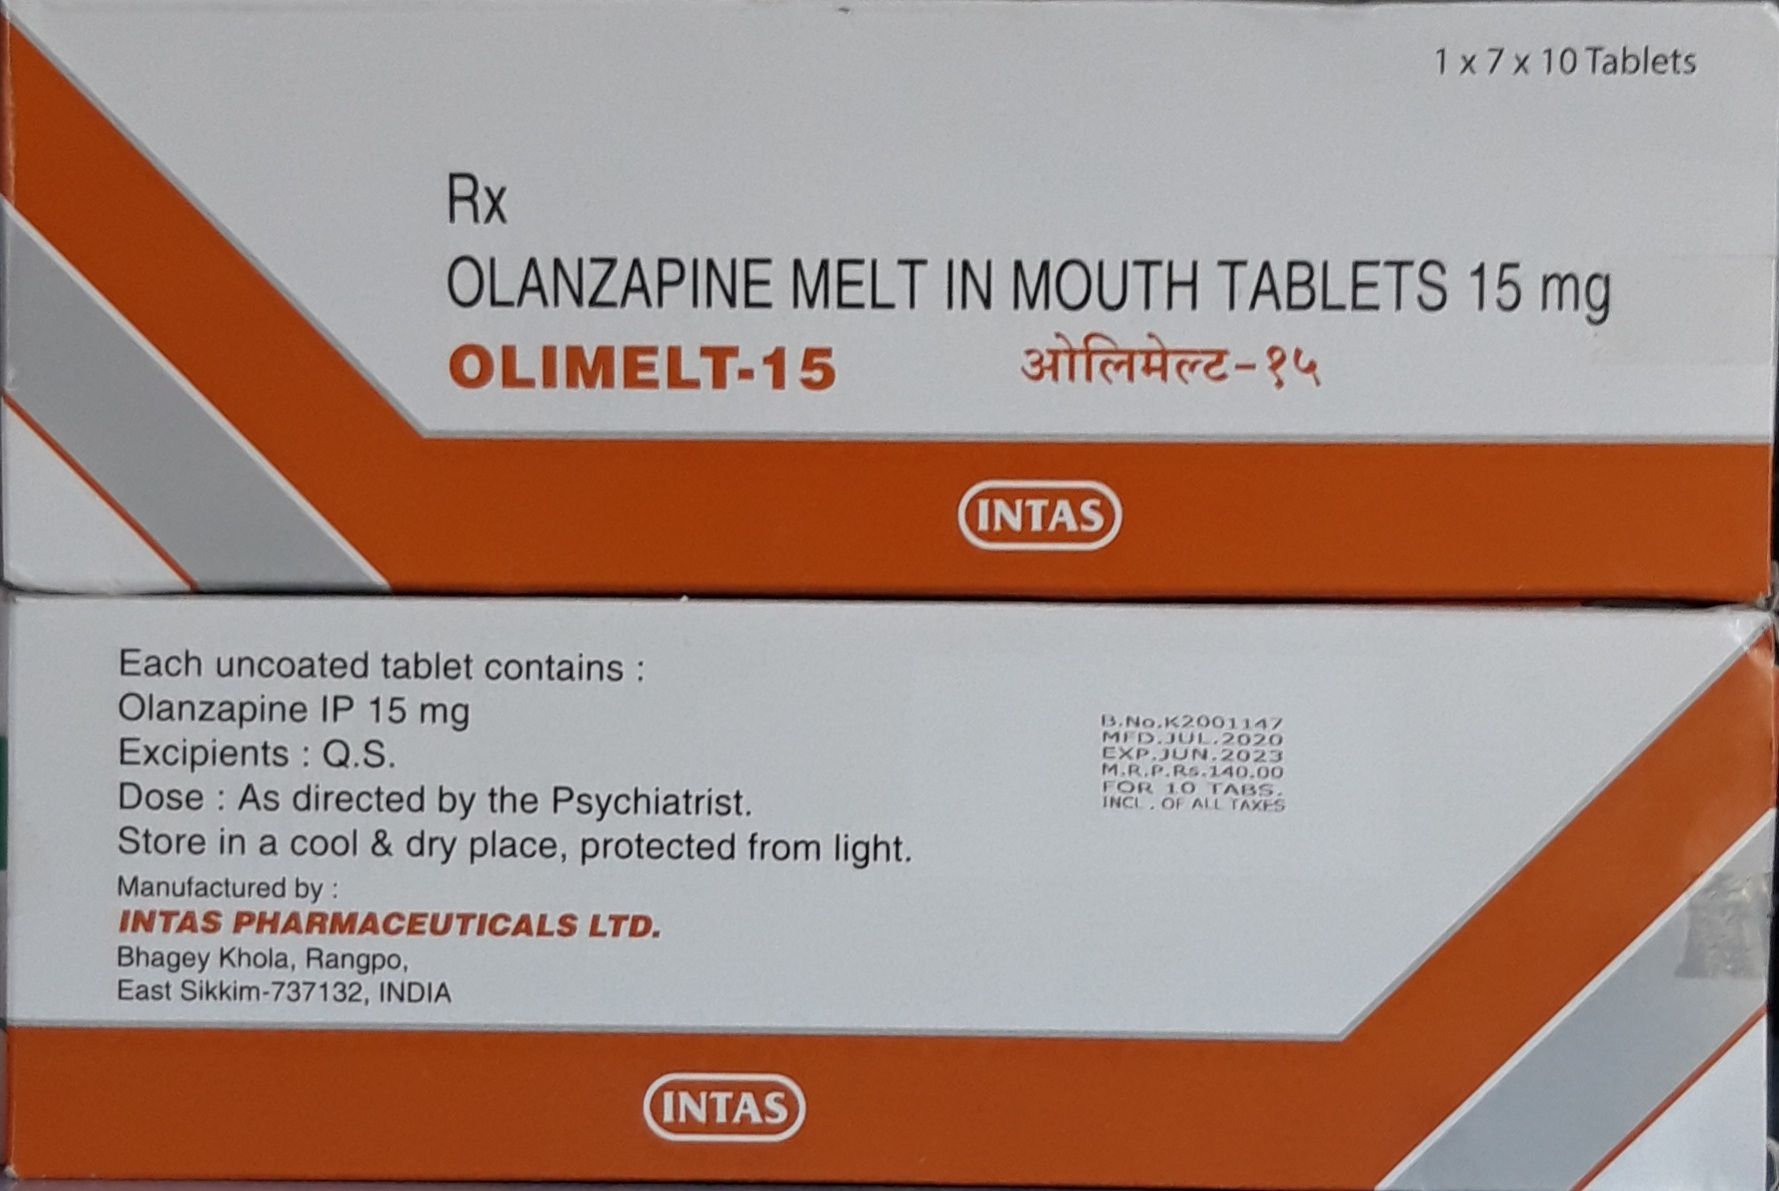 1 x 7 x 10 Tablets
Rx
OLANZAPINE MELT IN MOUTH TABLETS 15 mg
OLIMELT-15 ओलिमेल्ट-१५
INTAS
Each uncoated tablet contains :
Olanzapine IP 15 mg
Excipients : Q.S.
Dose : As directed by the Psychiatrist.
Store in a cool & dry place, protected from light.
Manufactured by :
INTAS PHARMACEUTICALS LTD.
Bhagey Khola, Rangpo,
East Sikkim-737132, INDIA
B.No.K2001147
MFD.JUL.2020
EXP.JUN.2023
M.R.P.Rs.140.00
FOR 10 TABS.
INCL. OF ALL TAXES
INTAS